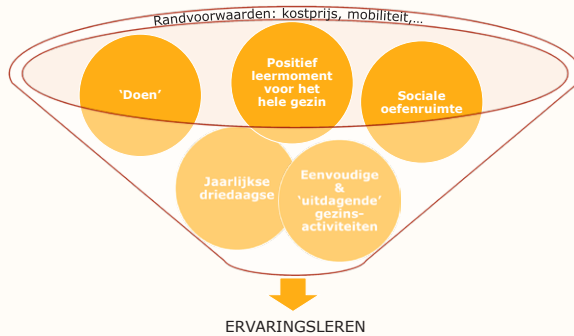 Randvoorwaarden: kostprijs, mobiliteit,...
‘Doen’
Positief
leermoment
voor het
hele gezin
Sociale
oefenruimte
Jaarlijkse
driedaagse
Eenvoudige
&
‘uitdagende’
gezins-
activiteiten
ERVARINGSLEREN